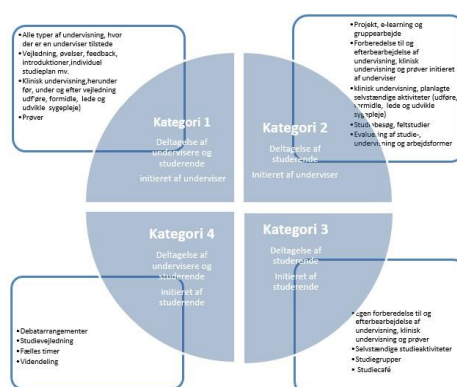 •Alle typer af undervisning, hvor
der er en underviser tilstede
•Vejledning, øvelser, feedback,
introduktioner,individuel
studieplan mv.
•Klinisk undervisning,herunder
før, under og efter vejledning
udføre, formidle, lede og
udvikle sygepleje)
•Prøver
•Projekt, e-learning og
gruppearbejde
•Forberedelse til og
efterbearbejdelse af
undervisning, klinisk
undervisning og prøver initieret
af underviser
•klinisk undervisning, planlagte
selvstændige aktiviteter (udføre,
formidle, lede og udvikle
sygepleje)
•Studiebesøg, feltstudier
•Evaluering af studie-,
undervisning og arbejdsformer
Kategori 1
Deltagelse af
undervisere og
studerende
initieret af underviser
Kategori 2
Deltagelse af
studerende
Initieret af underviser
Kategori 4
Deltagelse af
undervisere og
studerende
Initieret af
studerende
Kategori 3
Deltagelse af
studerende
Initieret af
studerende
•Debatarrangementer
•Studievejledning
•Fælles timer
•Videndeling
•Egen forberedelse til og
efterbearbejdelse af
undervisning, klinisk
undervisning og prøver
•Selvstændige studieaktiviteter
•Studiegrupper
•Studiecafé